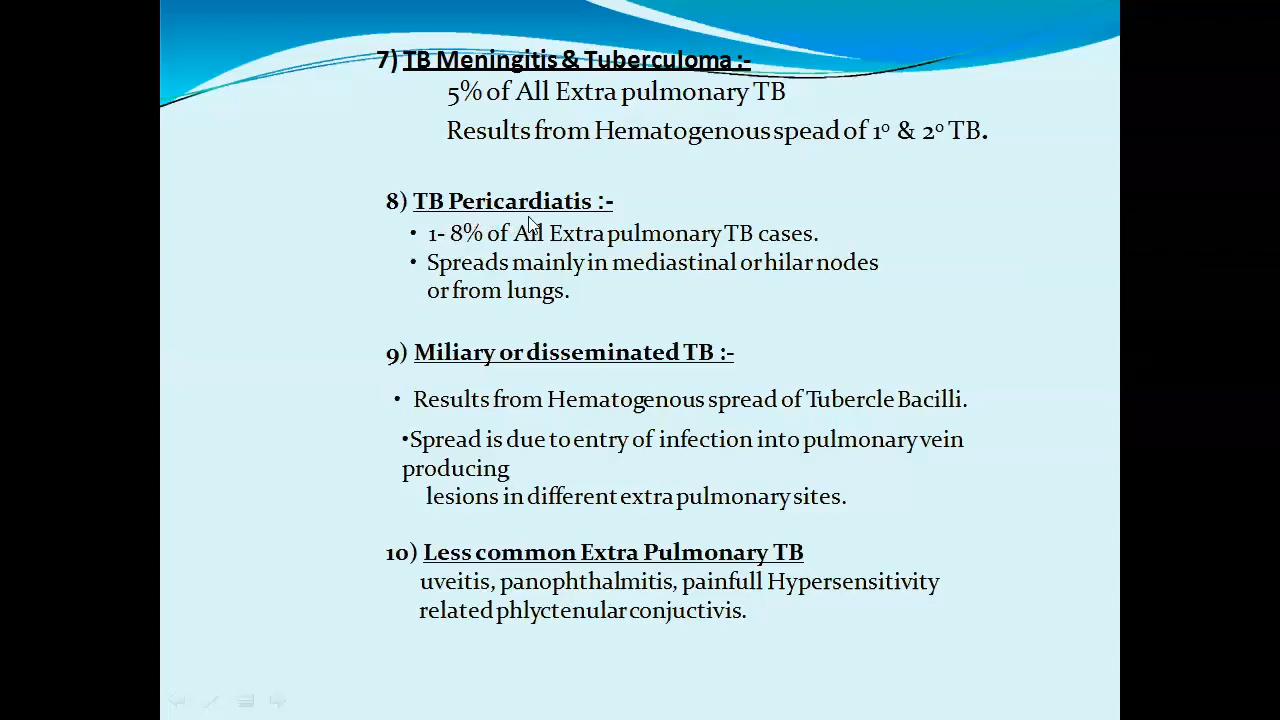 7) TB Meningitis & Tuberculoma :-
5% of All Extra pulmonary TB
Results from Hematogenous spead of 1º & 2º TB.
8) TB Pericardiatis :-
• 1- 8% of All Extra pulmonary TB cases.
• Spreads mainly in mediastinal or hilar nodes
or from lungs.
9) Miliary or disseminated TB :-
• Results from Hematogenous spread of Tubercle Bacilli.
•Spread is due to entry of infection into pulmonary vein
producing
lesions in different extra pulmonary sites.
10) Less common Extra Pulmonary TB
uveitis, panophthalmitis, painfull Hypersensitivity
related phlyctenular conjuctivis.